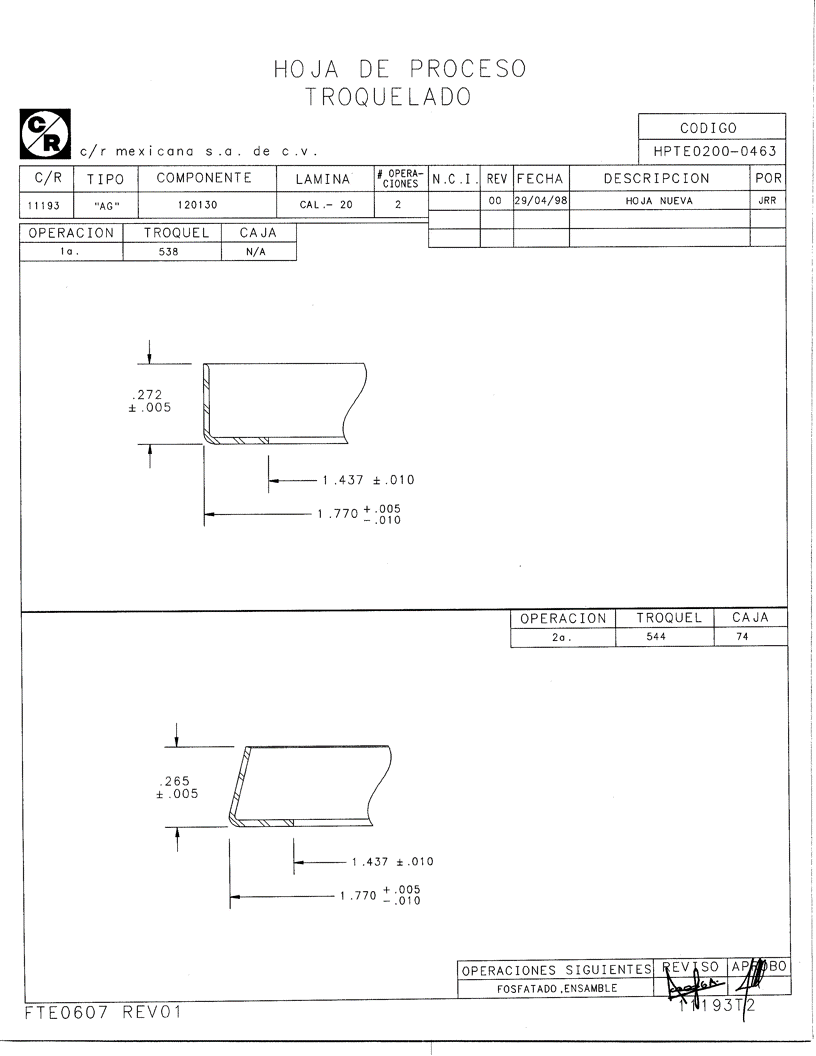 HOJA DE PROCESO
TROQUELADO
C/R
c/r mexicana s.a. de c.v.
CODIGO
HPTE0200-0463
C/R TIPO COMPONENTE LAMINA # OPERA-CIONES N.C.I. REV FECHA DESCRIPCION POR
11193 "AG" 120130 CAL.- 20 2 00 29/04/98 HOJA NUEVA JRR
OPERACION TROQUEL CAJA
1a. 538 N/A
.272
±.005
1.437 ±.010
1.770 +.005
-.010
OPERACION TROQUEL CAJA
2a. 544 74
.265
±.005
1.437 ±.010
1.770 +.005
-.010
OPERACIONES SIGUIENTES REVISO APROBO
FOSFATADO,ENSAMBLE
FTE0607 REV01
11193T2